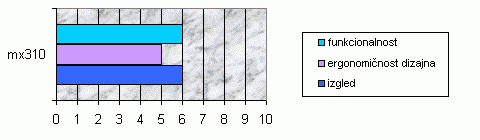 mx310
0 1 2 3 4 5 6 7 8 9 10
funkcionalnost
ergonomičnost dizajna
izgled